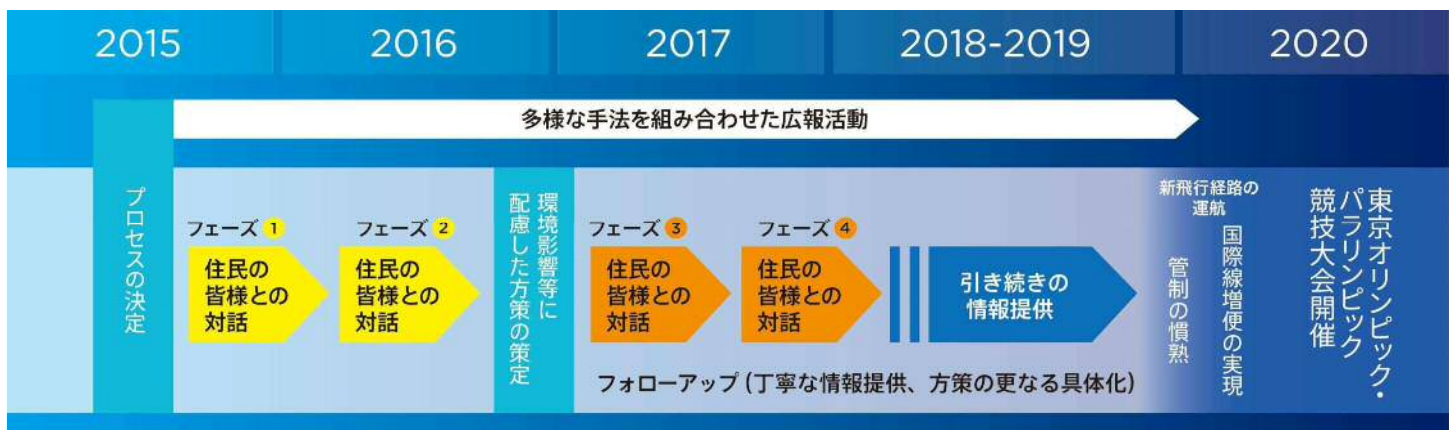 2015
2016
2017
2018-2019
2020
多様な手法を組み合わせた広報活動
プロセスの決定
フェーズ 1
住民の
皆様との
対話
フェーズ 2
住民の
皆様との
対話
環境影響等に
配慮した方策の策定
フェーズ 3
住民の
皆様との
対話
フェーズ 4
住民の
皆様との
対話
引き続きの
情報提供
フォローアップ（丁寧な情報提供、方策の更なる具体化）
新飛行経路の
運航
国際線増便の実現
管制の慣熟
東京オリンピック・
パラリンピック
競技大会開催